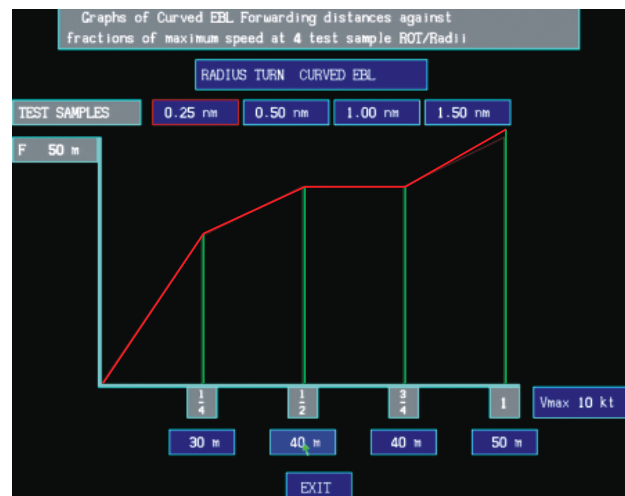 Graphs of Curved EBL Forwarding distances against
fractions of maximum speed at 4 test sample ROT/Radii
RADIUS TURN CURVED EBL
TEST SAMPLES 0.25 nm 0.50 nm 1.00 nm 1.50 nm
F 50 m
1/4 1/2 3/4 1 Vmax 10 kt
30 m 40 m 40 m 50 m
EXIT